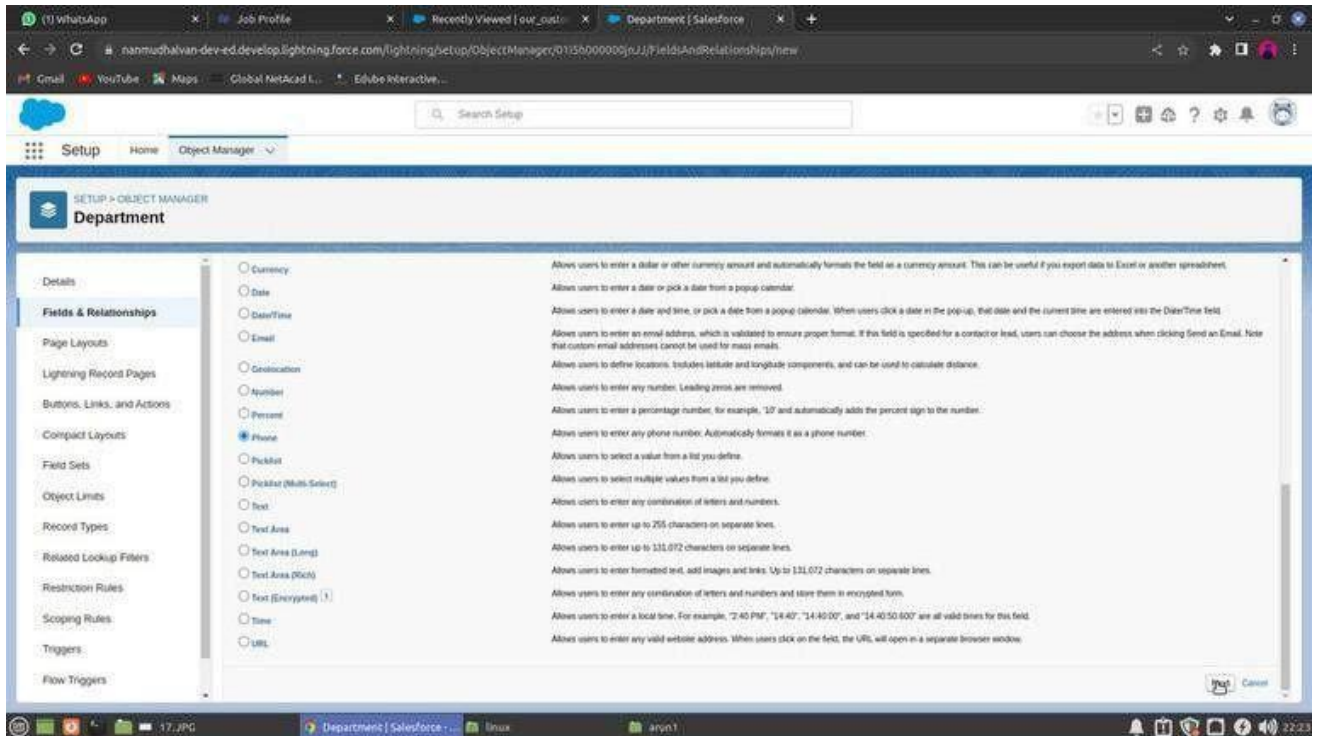 (1) WhatsApp
Job Profile
Recently Viewed | our_custo
Department | Salesforce
nanmudhalvan-dev-ed.develop.lightning.force.com/lightning/setup/ObjectManager/
/FieldsAndRelationships/new
Gmail YouTube Maps Global NetAcad L... Edube Interactive...
Search Setup
Setup Home Object Manager
SETUP > OBJECT MANAGER
Department
Details
Fields & Relationships
Page Layouts
Lightning Record Pages
Buttons, Links, and Actions
Compact Layouts
Field Sets
Object Limits
Record Types
Related Lookup Filters
Restriction Rules
Scoping Rules
Triggers
Flow Triggers
Currency Allows users to enter a dollar or other currency amount and automatically formats the field as a currency amount. This can be useful if you export data to Excel or another spreadsheet.
Date Allows users to enter a date or pick a date from a popup calendar.
Date/Time Allows users to enter a date and time, or pick a date from a popup calendar. When users click a date in the pop-up, that date and the current time are entered into the Date/Time field.
Email Allows users to enter an email address, which is validated to ensure proper format. If this field is specified for a contact or lead, users can choose the address when clicking Send an Email. Note
that custom email addresses cannot be used for mass emails.
Geolocation Allows users to define locations. Includes latitude and longitude components, and can be used to calculate distance.
Number Allows users to enter any number. Leading zeros are removed.
Percent Allows users to enter a percentage number, for example, '10' and automatically adds the percent sign to the number.
Phone Allows users to enter any phone number. Automatically formats it as a phone number.
Picklist Allows users to select a value from a list you define.
Picklist (Multi-Select) Allows users to select multiple values from a list you define.
Text Allows users to enter any combination of letters and numbers.
Text Area Allows users to enter up to 255 characters on separate lines.
Text Area (Long) Allows users to enter up to 131,072 characters on separate lines.
Text Area (Rich) Allows users to enter formatted text, add images and links. Up to 131,072 characters on separate lines.
Text (Encrypted) Allows users to enter any combination of letters and numbers and store them in encrypted form.
Time Allows users to enter a local time. For example, "2:40 PM", "14:40", "14:40:00", and "14:40:50.600" are all valid times for this field.
URL Allows users to enter any valid website address. When users click on the field, the URL will open in a separate browser window.
Cancel
17.JPG
Department | Salesforce - ...
linux
arun1
22:23